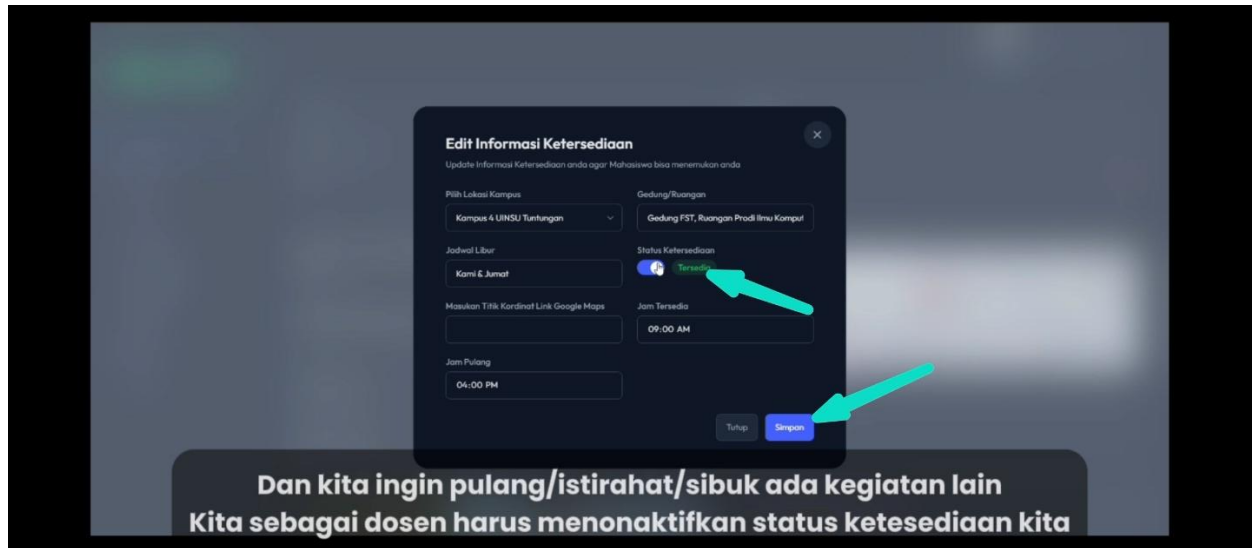 Edit Informasi Ketersediaan
Update Informasi Ketersediaan anda agar Mahasiswa bisa menemukan anda
Pilih Lokasi Kampus
Gedung/Ruangan
Kampus 4 UINSU Tuntungan
Gedung FST, Ruangan Prodi Ilmu Komput
Jadwal Libur
Status Ketersediaan
Kami & Jumat
Tersedia
Masukan Titik Kordinat Link Google Maps
Jam Tersedia
09:00 AM
Jam Pulang
04:00 PM
Tutup
Simpan
Dan kita ingin pulang/istirahat/sibuk ada kegiatan lain
Kita sebagai dosen harus menonaktifkan status ketesediaan kita